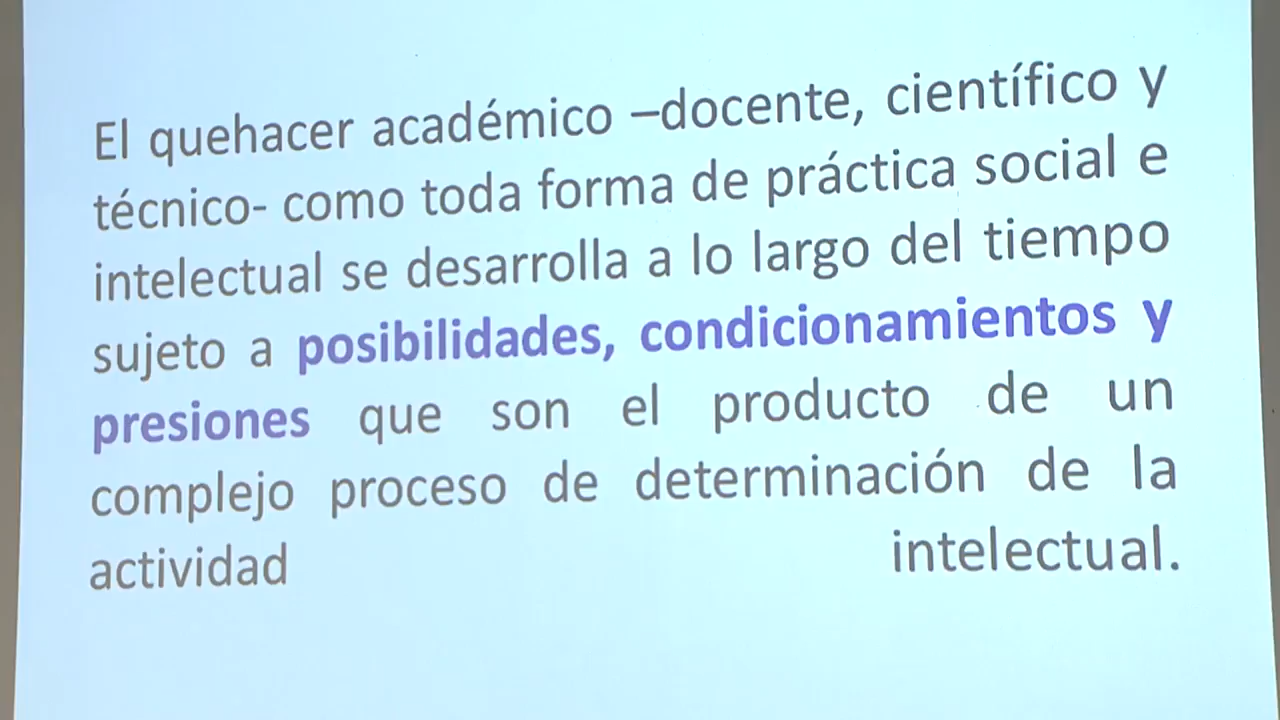 El quehacer académico –docente, científico y
técnico- como toda forma de práctica social e
intelectual se desarrolla a lo largo del tiempo
sujeto a posibilidades, condicionamientos y
presiones que son el producto de un
complejo proceso de determinación de la
actividad intelectual.